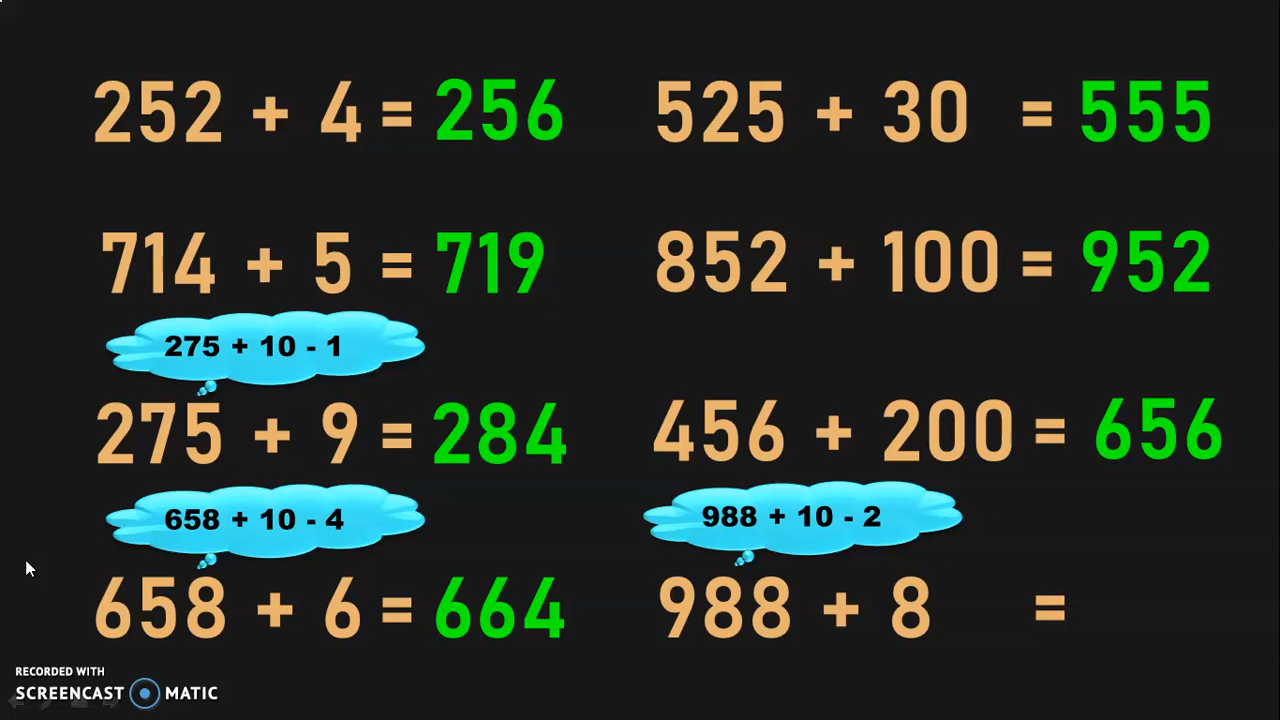 252 + 4 = 256
525 + 30 = 555
714 + 5 = 719
852 + 100 = 952
275 + 10 - 1
275 + 9 = 284
456 + 200 = 656
658 + 10 - 4
988 + 10 - 2
658 + 6 = 664
988 + 8 =
RECORDED WITH
SCREENCAST MATIC